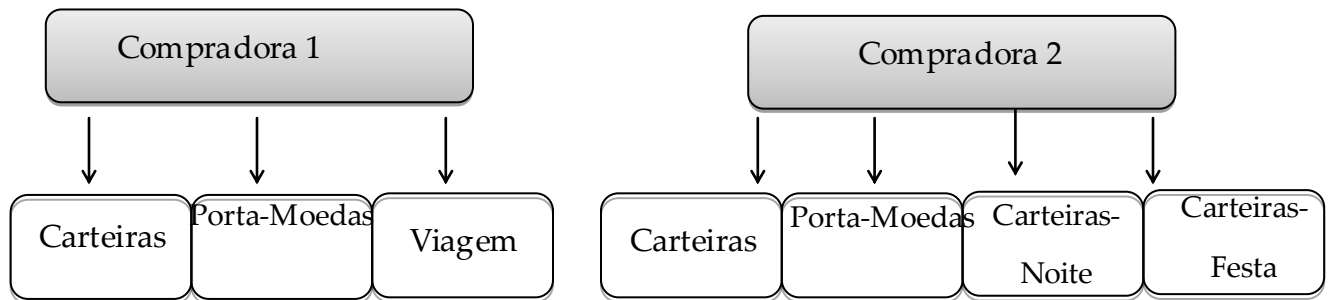 Compradora 1
Compradora 2
Carteiras
Porta-Moedas
Viagem
Carteiras
Porta-Moedas
Carteiras-
Noite
Carteiras-
Festa